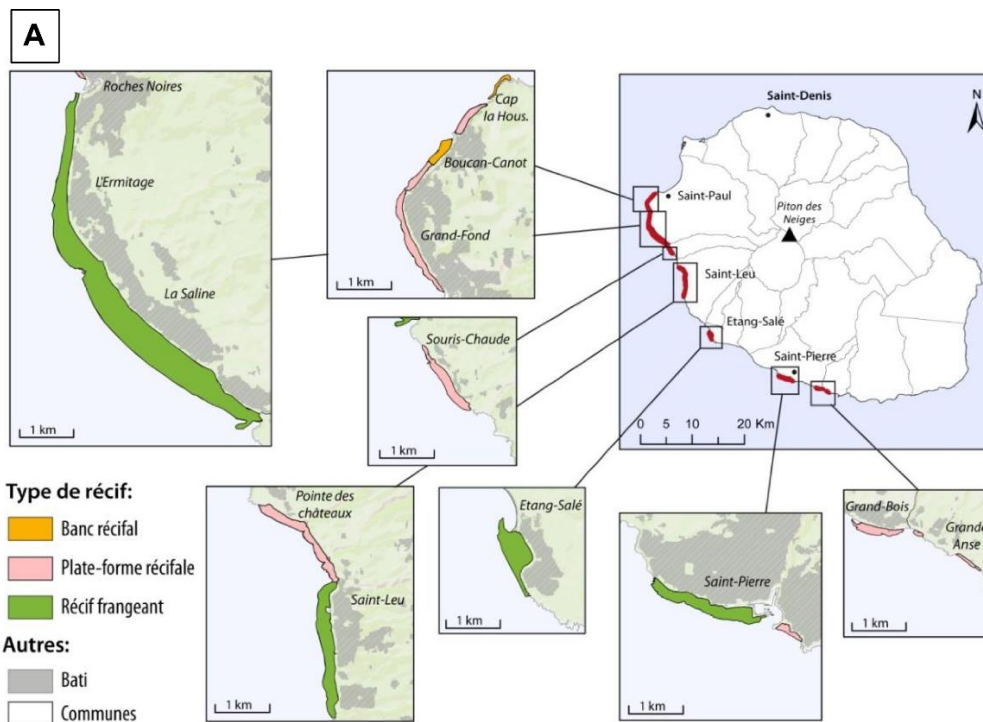 A
Roches Noires
L'Ermitage
La Saline
1 km
Cap
la Hous.
Boucan-Canot
Grand-Fond
1 km
Saint-Denis
N
Saint-Paul
Piton des
Neiges
Saint-Leu
Etang-Salé
Saint-Pierre
0 5 10 20 Km
Souris-Chaude
1 km
Type de récif:
Banc récifal
Plate-forme récifale
Récif frangeant
Autres:
Bati
Communes
Pointe des
châteaux
Saint-Leu
1 km
Etang-Salé
1 km
Saint-Pierre
1 km
Grand-Bois
Grande
Anse
1 km